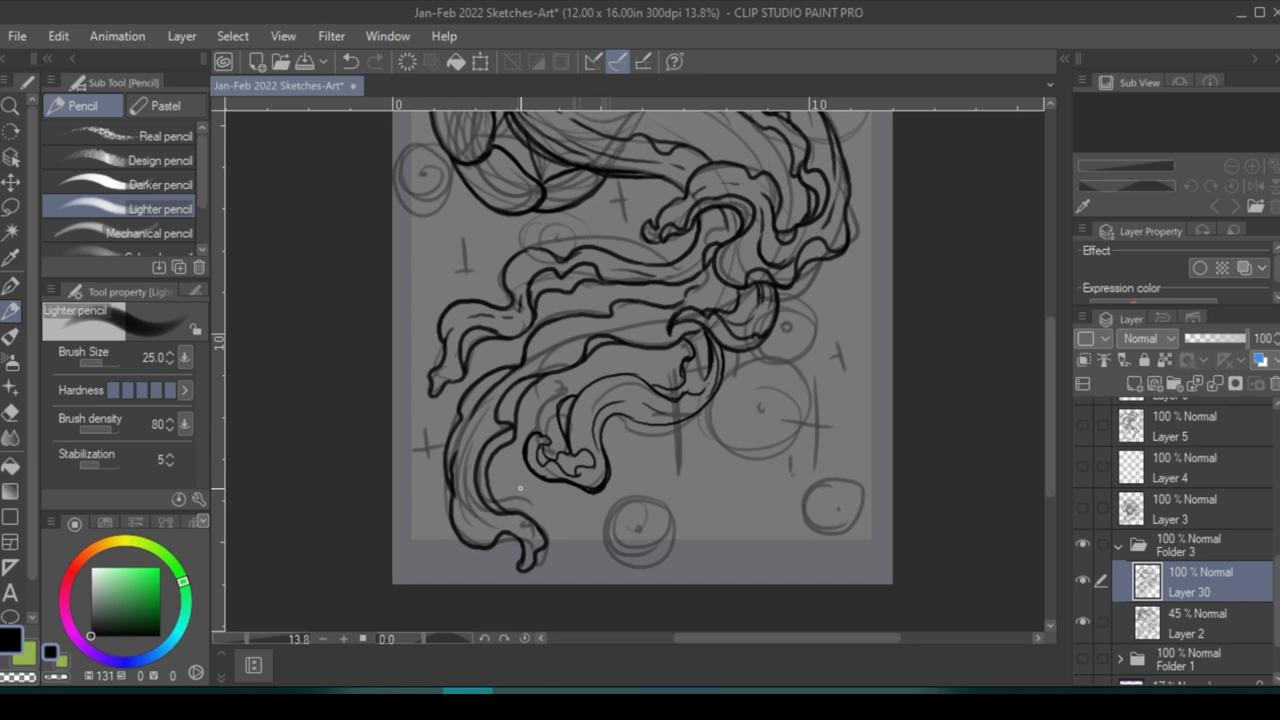 Jan-Feb 2022 Sketches-Art* (12.00 x 16.00in 300dpi 13.8%) - CLIP STUDIO PAINT PRO
File Edit Animation Layer Select View Filter Window Help
Sub Tool [Pencil]
Jan-Feb 2022 Sketches-Art*
Sub View
Pencil Pastel
0 10
Real pencil
Design pencil
Darker pencil
Lighter pencil
Mechanical pencil
Layer Property
Effect
Tool property [Ligh
Expression color
Lighter pencil
Layer
10
Normal 100
Brush Size 25.0
Hardness
Brush density 80
Stabilization 5
100 % Normal
Layer 5
100 % Normal
Layer 4
100 % Normal
Layer 3
100 % Normal
Folder 3
100 % Normal
Layer 30
45 % Normal
Layer 2
100 % Normal
Folder 1
13.8 0.0
H 131 S 0 V 0
A